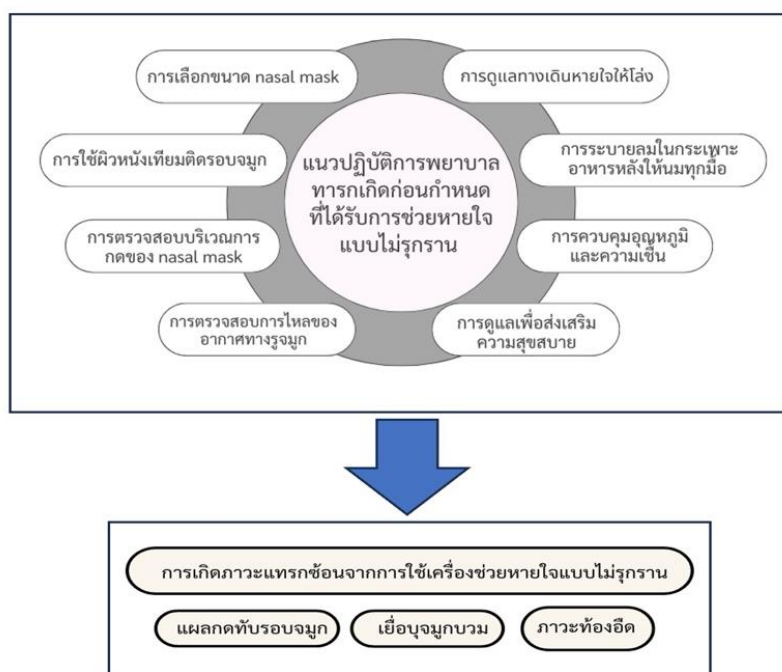 การเลือกขนาด nasal mask
การดูแลทางเดินหายใจให้โล่ง
การใช้ผิวหนังเทียมติดรอบจมูก
การระบายลมในกระเพาะ
อาหารหลังให้นมทุกมื้อ
แนวปฏิบัติการพยาบาล
ทารกเกิดก่อนกำหนด
ที่ได้รับการช่วยหายใจ
แบบไม่รุกราน
การตรวจสอบบริเวณการ
กดของ nasal mask
การควบคุมอุณหภูมิ
และความชื้น
การตรวจสอบการไหลของ
อากาศทางรูจมูก
การดูแลเพื่อส่งเสริม
ความสุขสบาย
การเกิดภาวะแทรกซ้อนจากการใช้เครื่องช่วยหายใจแบบไม่รุกราน
แผลกดทับรอบจมูก
เยื่อบุจมูกบวม
ภาวะท้องอืด